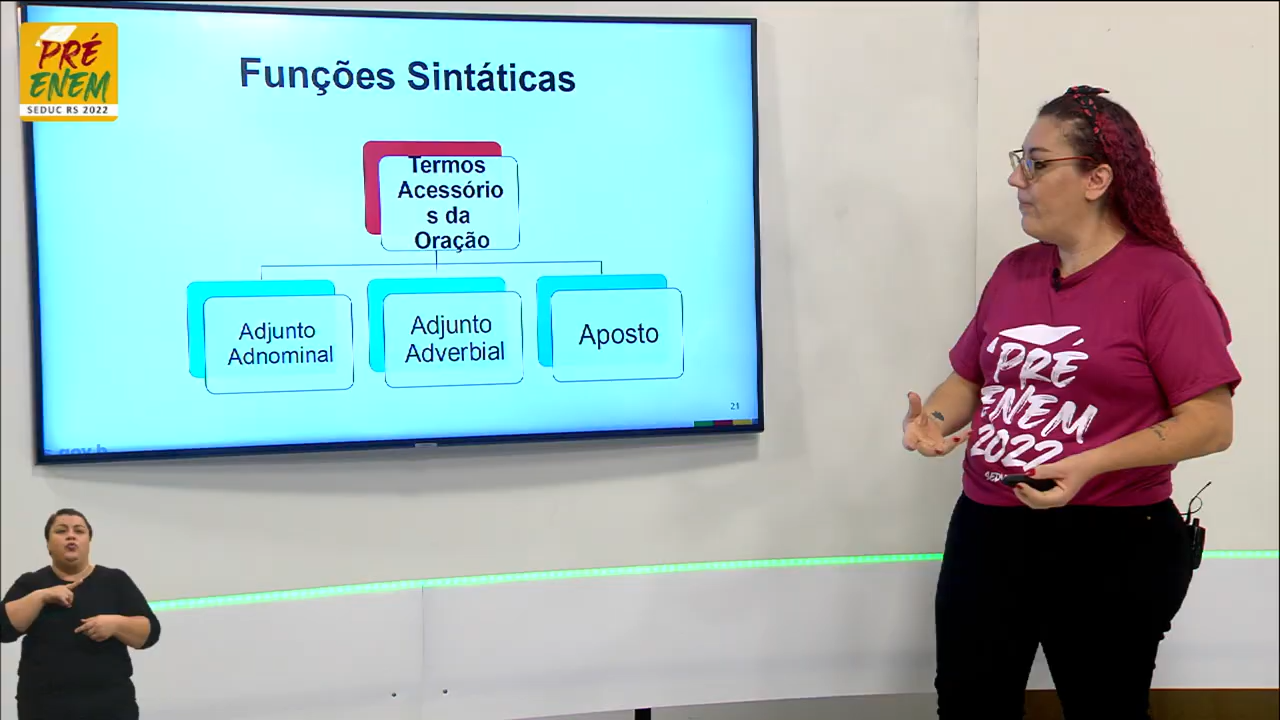 PRÉ
ENEM
SEDUC RS 2022
Funções Sintáticas
Termos
Acessório
s da
Oração
Adjunto
Adnominal
Adjunto
Adverbial
Aposto
21
PRÉ
ENEM
2022